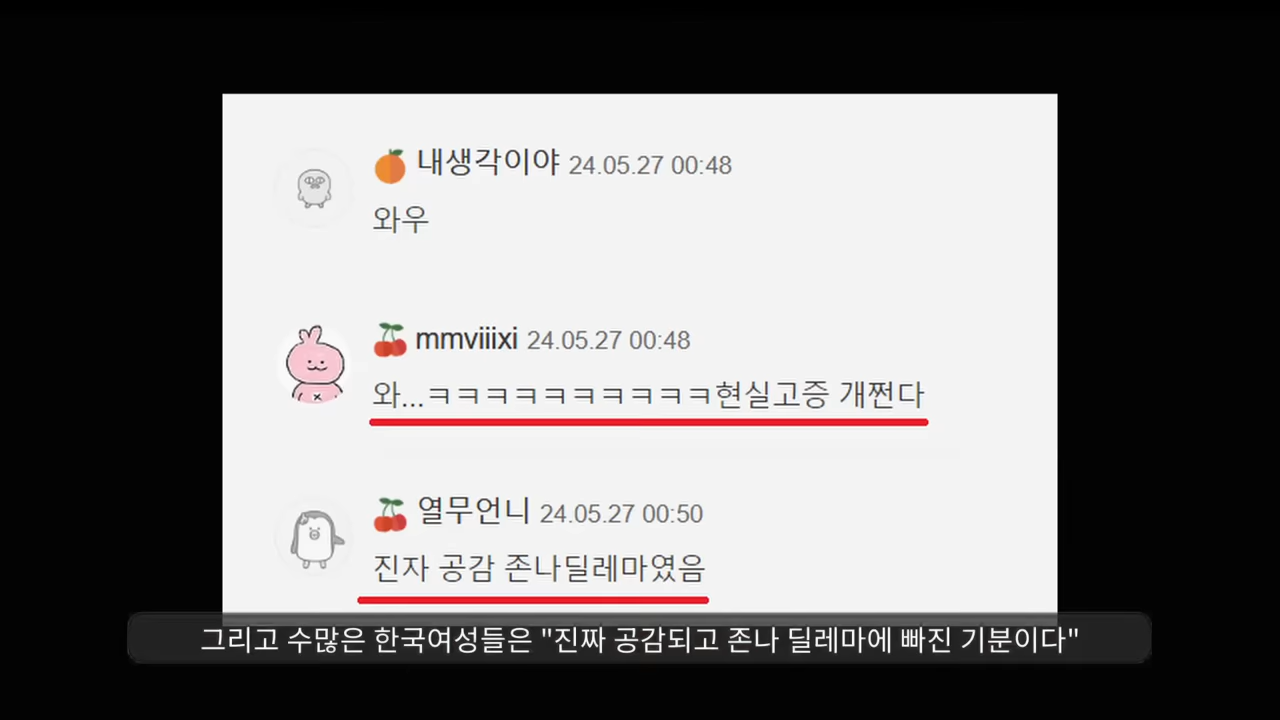 내생각이야 24.05.27 00:48
와우
mmviiixi 24.05.27 00:48
와...ㅋㅋㅋㅋㅋㅋㅋㅋㅋㅋ현실고증 개쩐다
열무언니 24.05.27 00:50
진자 공감 존나딜레마였음
그리고 수많은 한국여성들은 "진짜 공감되고 존나 딜레마에 빠진 기분이다"